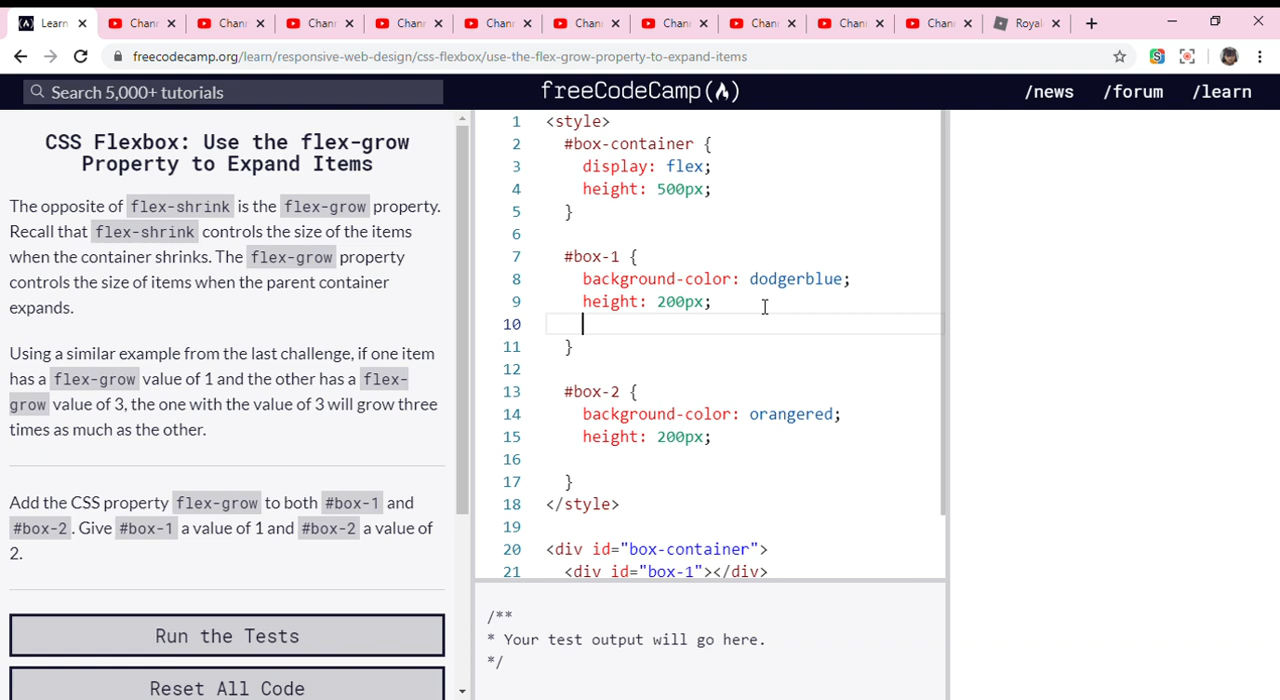 Learn Chann Chann Chann Chann Chann Chann Chann Chann Chann Chann Royal
freecodecamp.org/learn/responsive-web-design/css-flexbox/use-the-flex-grow-property-to-expand-items
Search 5,000+ tutorials
freeCodeCamp
/news /forum /learn
CSS Flexbox: Use the flex-grow
Property to Expand Items
The opposite of flex-shrink is the flex-grow property.
Recall that flex-shrink controls the size of the items
when the container shrinks. The flex-grow property
controls the size of items when the parent container
expands.
Using a similar example from the last challenge, if one item
has a flex-grow value of 1 and the other has a flex-
grow value of 3, the one with the value of 3 will grow three
times as much as the other.
Add the CSS property flex-grow to both #box-1 and
#box-2. Give #box-1 a value of 1 and #box-2 a value of
2.
Run the Tests
Reset All Code
1 <style>
2 #box-container {
3 display: flex;
4 height: 500px;
5 }
6
7 #box-1 {
8 background-color: dodgerblue;
9 height: 200px;
10
11 }
12
13 #box-2 {
14 background-color: orangered;
15 height: 200px;
16
17 }
18 </style>
19
20 <div id="box-container">
21 <div id="box-1"></div>
/**
* Your test output will go here.
*/